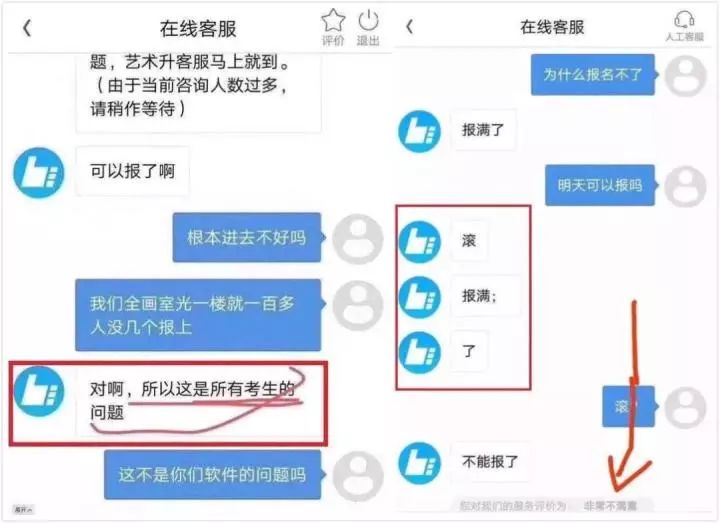 在线客服
评价
退出
题，艺术升客服马上就到。
（由于当前咨询人数过多，
请稍作等待）
可以报了啊
根本进去不好吗
我们全画室光一楼就一百多
人没几个报上
对啊，所以这是所有考生的
问题
这不是你们软件的问题吗
在线客服
人工客服
为什么报名不了
报满了
明天可以报吗
滚
报满；
了
滚？
不能报了
您对我们的服务评价为
非常不满意